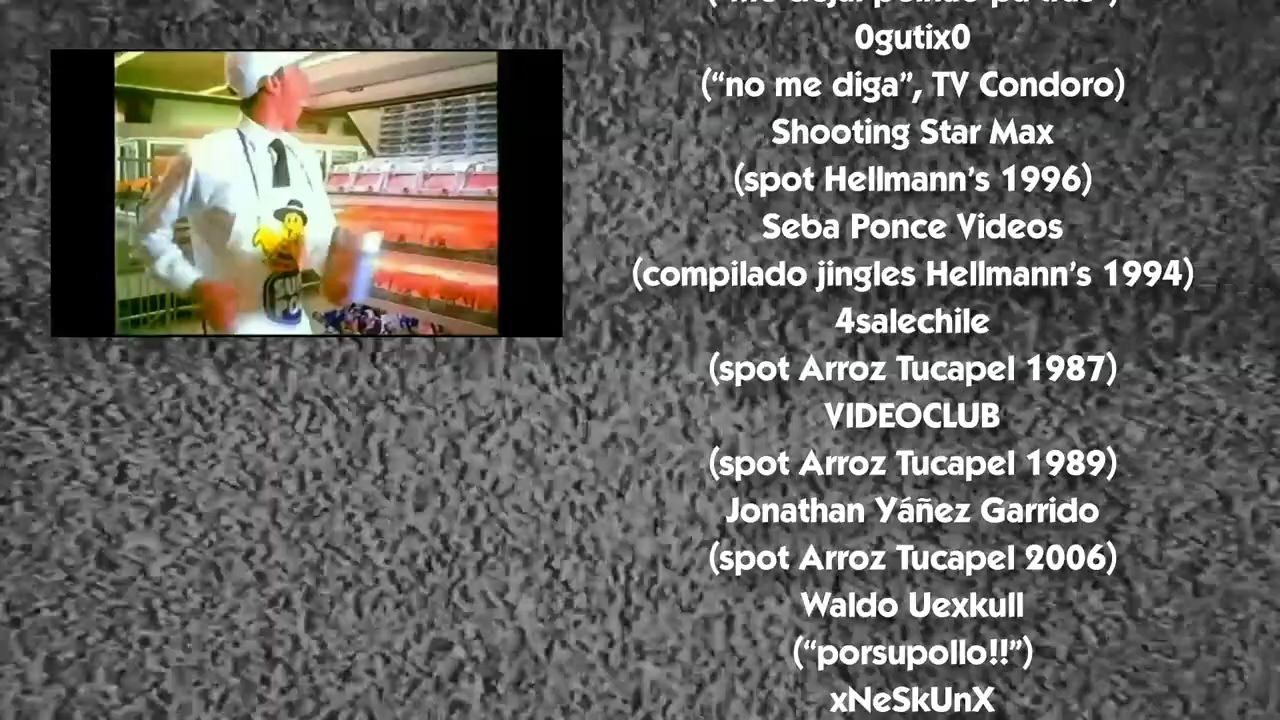 0gutix0
(“no me diga”, TV Condoro)
Shooting Star Max
(spot Hellmann’s 1996)
Seba Ponce Videos
(compilado jingles Hellmann’s 1994)
4salechile
(spot Arroz Tucapel 1987)
VIDEOCLUB
(spot Arroz Tucapel 1989)
Jonathan Yáñez Garrido
(spot Arroz Tucapel 2006)
Waldo Uexkull
(“porsupollo!!”)
xNeSkUnX